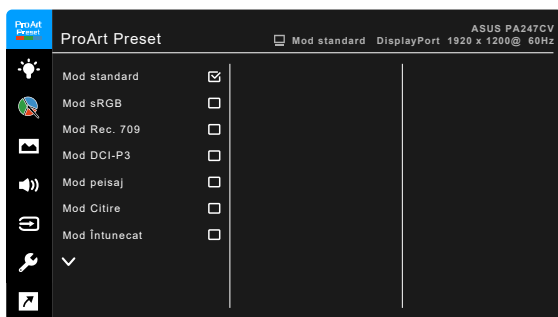 ProArt
Preset
ProArt Preset
ASUS PA247CV
Mod standard DisplayPort 1920 x 1200@ 60Hz
Mod standard
Mod sRGB
Mod Rec. 709
Mod DCI-P3
Mod peisaj
Mod Citire
Mod Întunecat